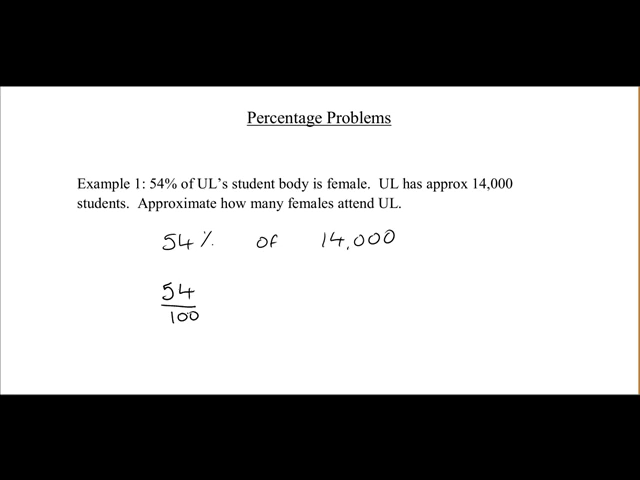 Percentage Problems
Example 1: 54% of UL’s student body is female.  UL has approx 14,000
students.  Approximate how many females attend UL.
54% of 14,000
54
100